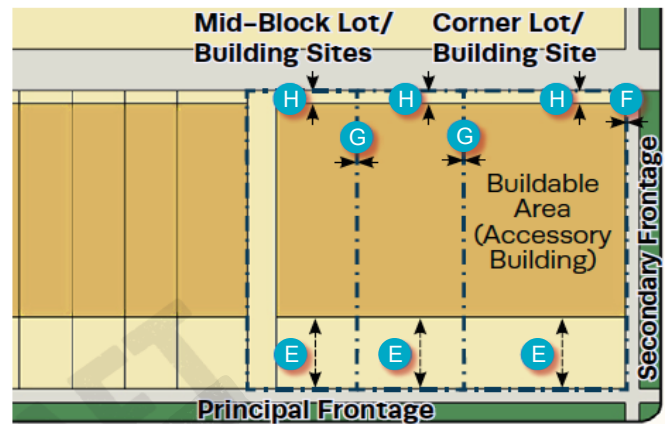 Mid-Block Lot/
Building Sites
Corner Lot/
Building Site
H
H
H
F
G
G
Buildable
Area
(Accessory
Building)
Secondary Frontage
E
E
E
Principal Frontage